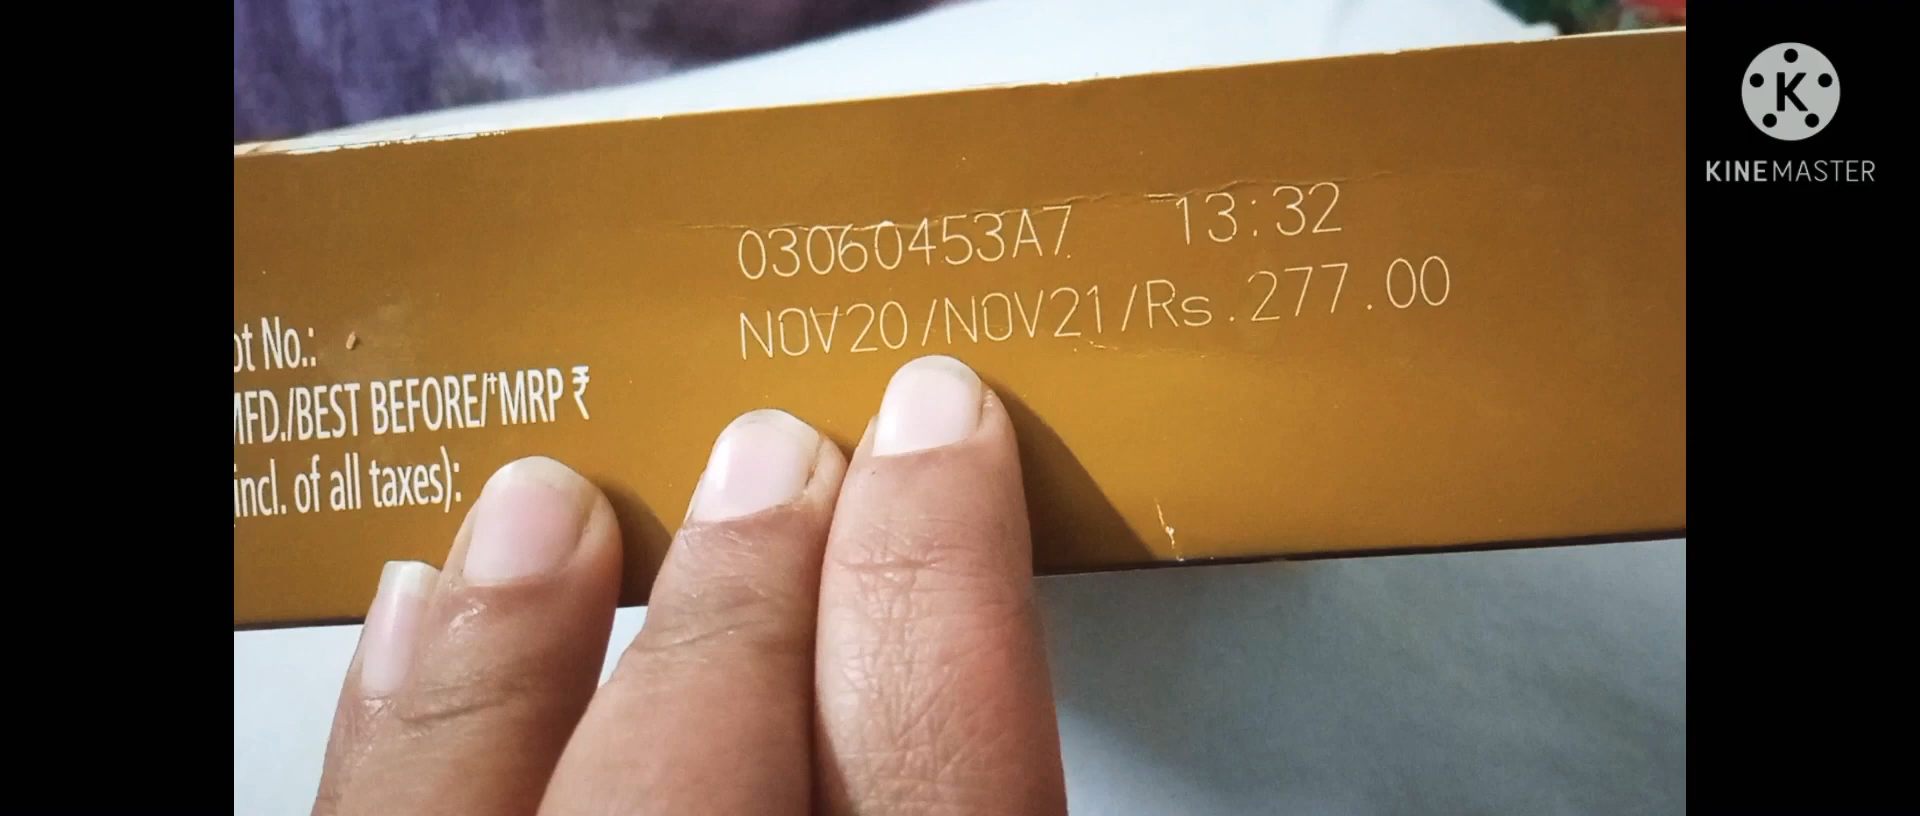 03060453A7 13:32
NOV20/NOV21/Rs.277.00
ot No.:
MFD./BEST BEFORE/†MRP ₹
(incl. of all taxes):
K
KINEMASTER